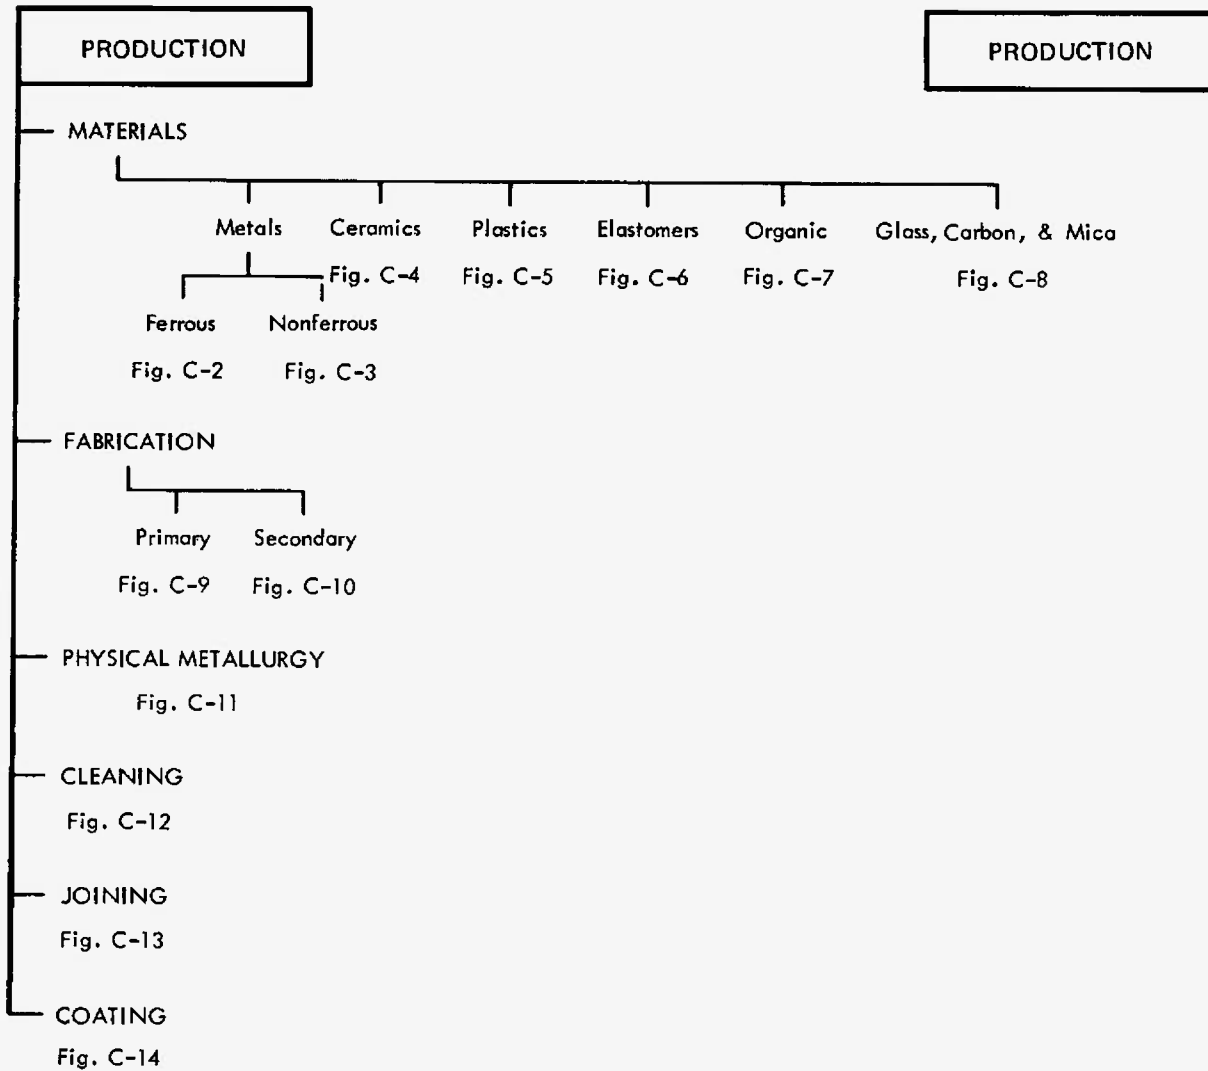 PRODUCTION
PRODUCTION
MATERIALS
Metals Ceramics Plastics Elastomers Organic Glass, Carbon, & Mica
Fig. C-4 Fig. C-5 Fig. C-6 Fig. C-7 Fig. C-8
Ferrous Nonferrous
Fig. C-2 Fig. C-3
FABRICATION
Primary Secondary
Fig. C-9 Fig. C-10
PHYSICAL METALLURGY
Fig. C-11
CLEANING
Fig. C-12
JOINING
Fig. C-13
COATING
Fig. C-14